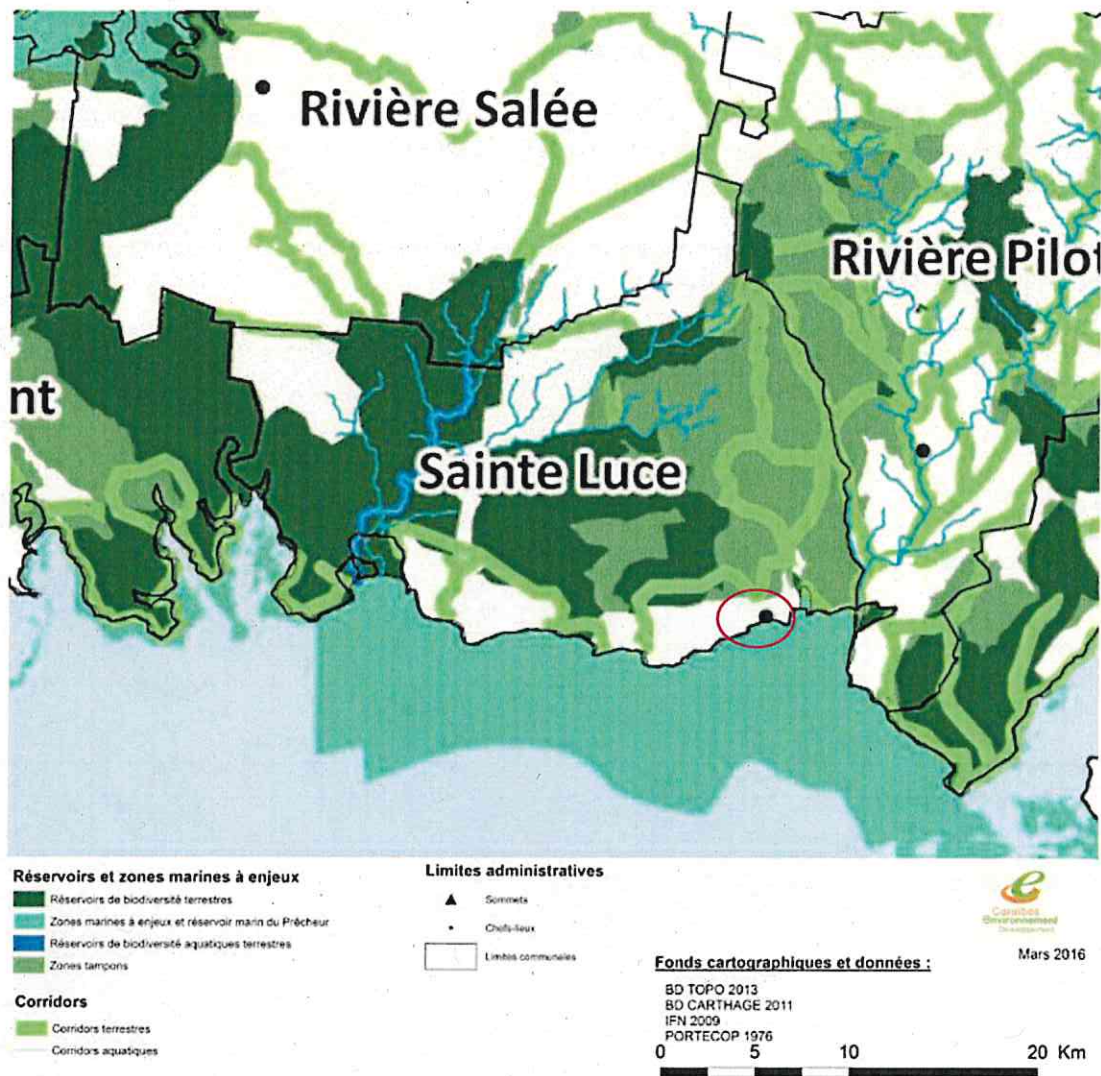 Rivière Salée
Rivière Pilot
nt
Sainte Luce
Réservoirs et zones marines à enjeux
Réservoirs de biodiversité terrestres
Zones marines à enjeux et réservoir marin du Prêcheur
Réservoirs de biodiversité aquatiques terrestres
Zones tampons
Corridors
Corridors terrestres
Corridors aquatiques
Limites administratives
Sommets
Chefs-lieux
Limites communales
Caraïbes
Environnement
Développement
Mars 2016
Fonds cartographiques et données :
BD TOPO 2013
BD CARTHAGE 2011
IFN 2009
PORTECOP 1976
0 5 10 20 Km